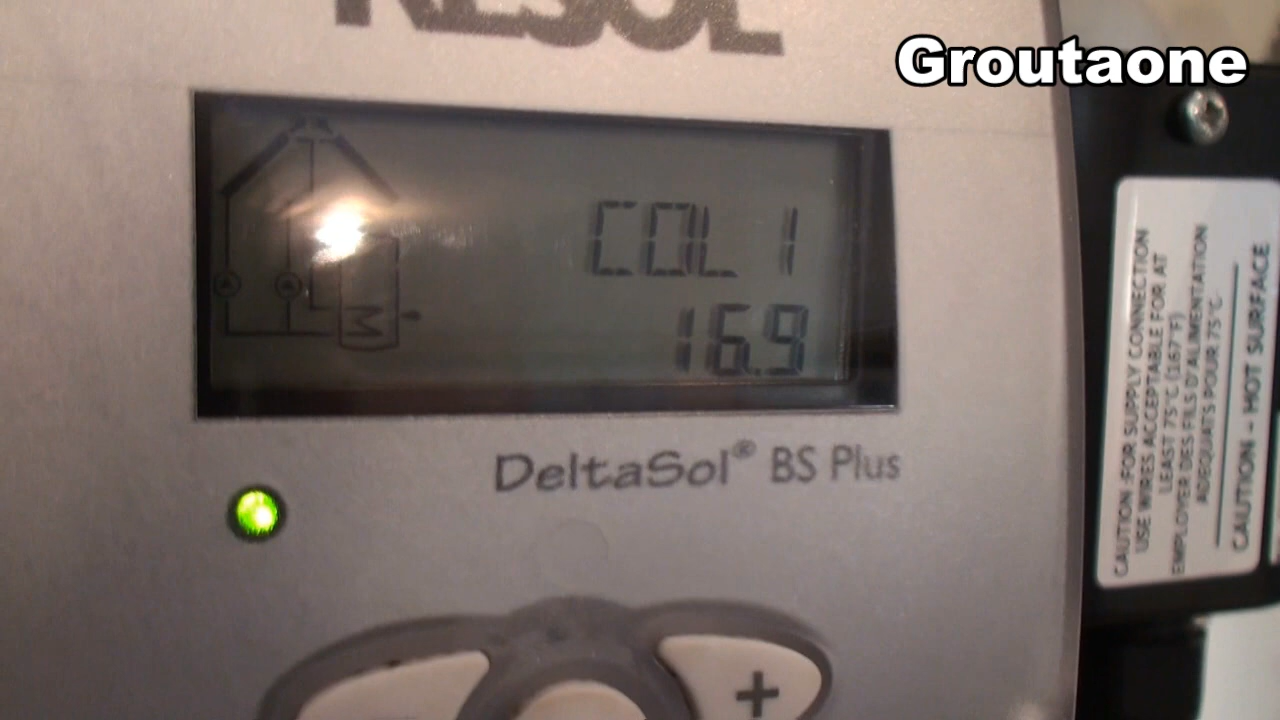 RESOL
Groutaone
COL 1
16.9
DeltaSol® BS Plus
+
CAUTION :FOR SUPPLY CONNECTION
USE WIRES ACCEPTABLE FOR AT
LEAST 75°C (167°F)
EMPLOYER DES FILS D'ALIMENTATION
ADEQUATS POUR 75°C
CAUTION - HOT SURFACE